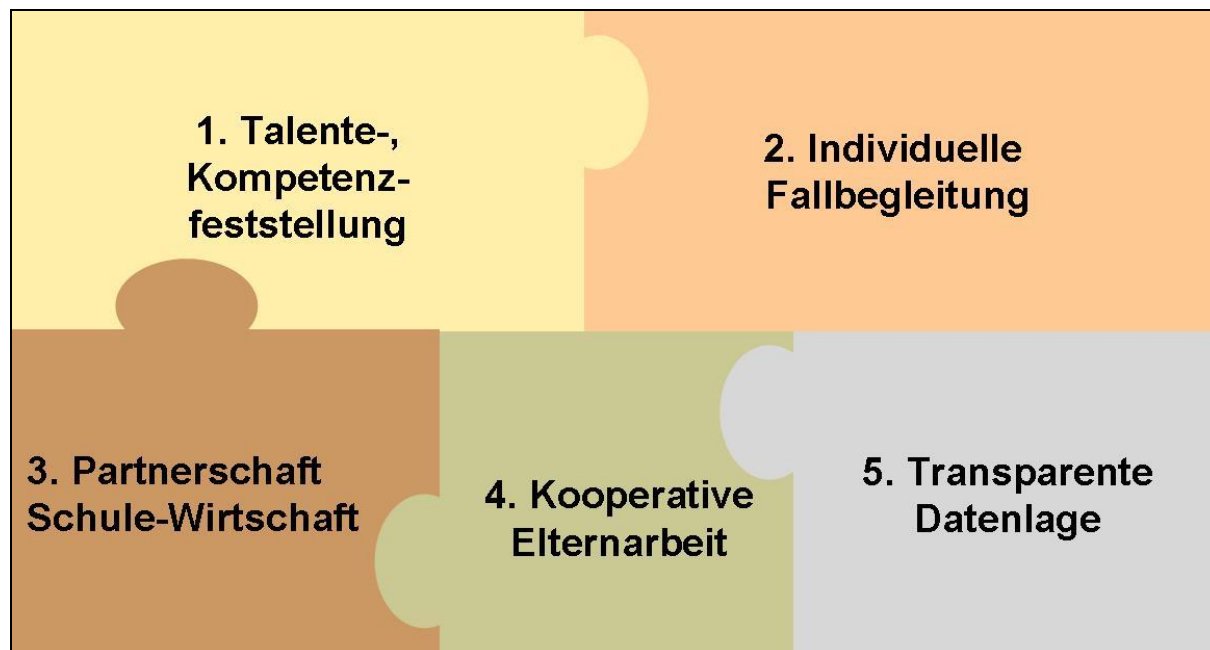 1. Talente-,
Kompetenz-
feststellung
2. Individuelle
Fallbegleitung
3. Partnerschaft
Schule-Wirtschaft
4. Kooperative
Elternarbeit
5. Transparente
Datenlage